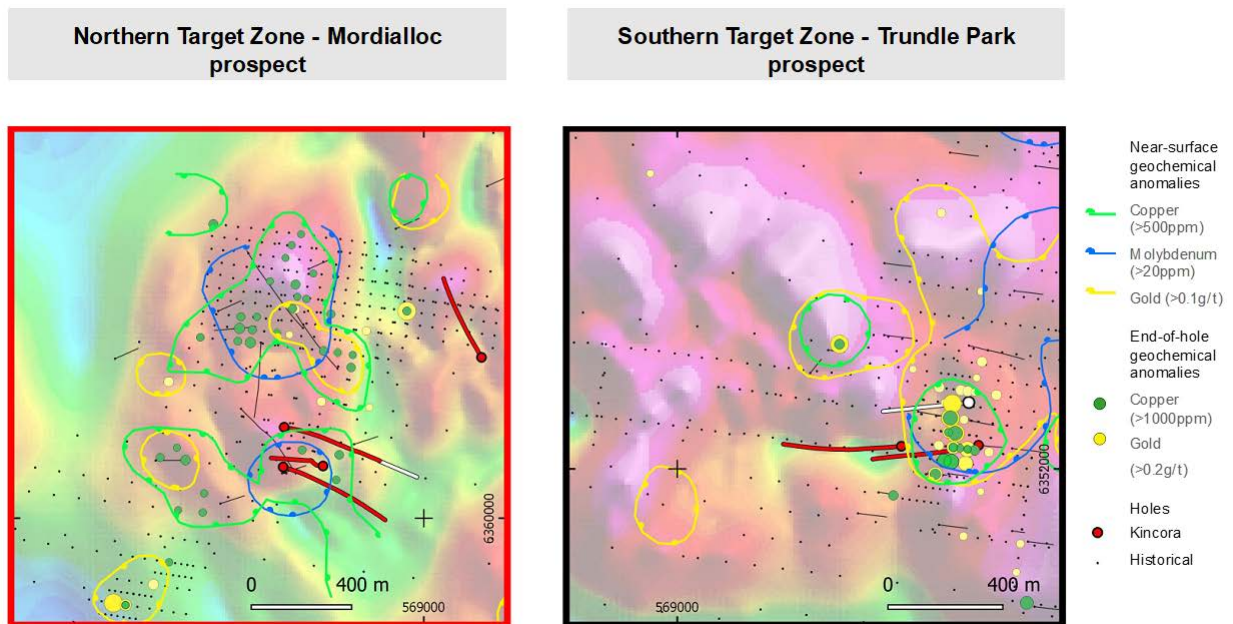 Northern Target Zone - Mordialloc
prospect
Southern Target Zone - Trundle Park
prospect
6360000
0 400 m
569000
6352000
0 400 m
569000
Near-surface
geochemical
anomalies
Copper
(>500ppm)
Molybdenum
(>20ppm)
Gold (>0.1g/t)
End-of-hole
geochemical
anomalies
Copper
(>1000ppm)
Gold
(>0.2g/t)
Holes
Kincora
Historical